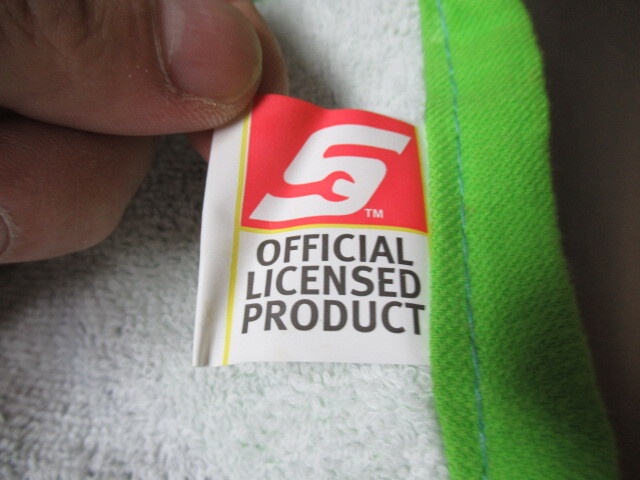 S
TM
OFFICIAL
LICENSED
PRODUCT